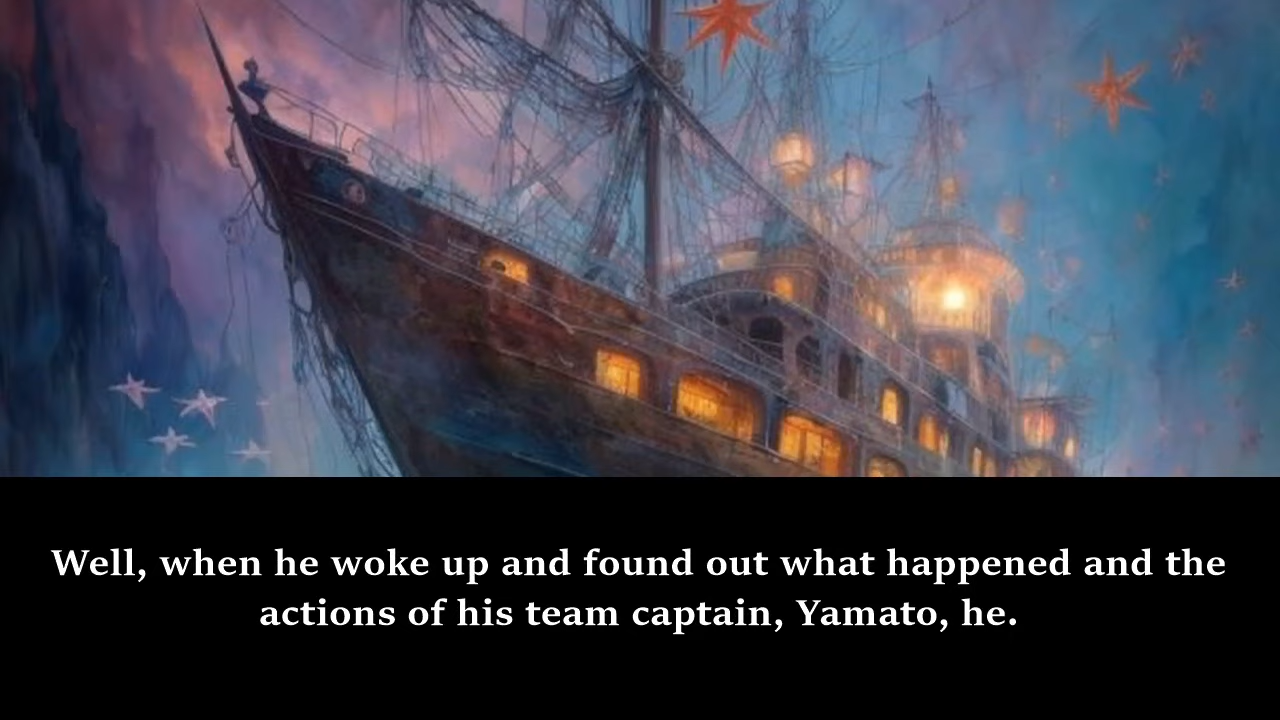 Well, when he woke up and found out what happened and the
actions of his team captain, Yamato, he.